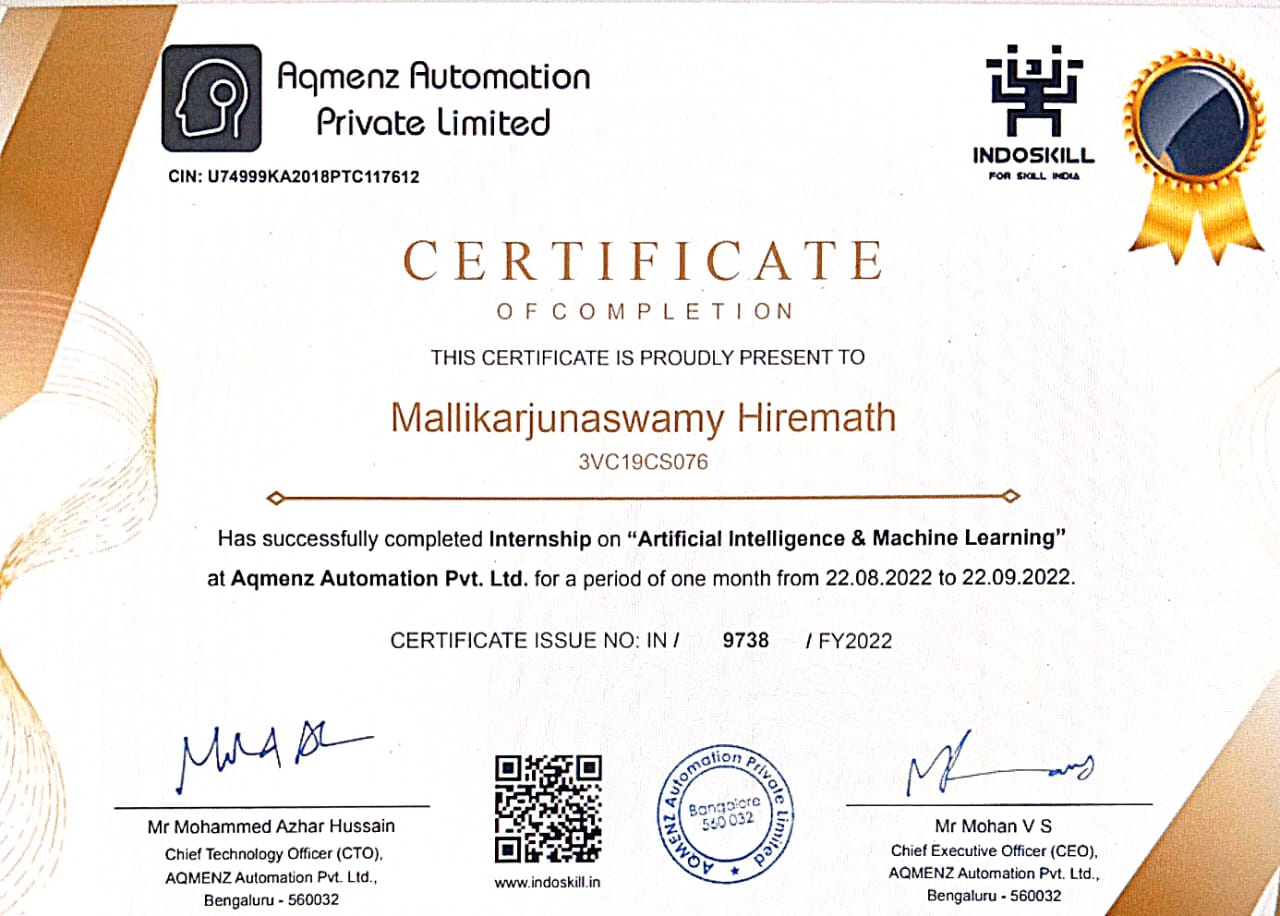 Aqmenz Automation
Private Limited
CIN: U74999KA2018PTC117612
INDOSKILL
FOR SKILL INDIA
CERTIFICATE
OF COMPLETION
THIS CERTIFICATE IS PROUDLY PRESENT TO
Mallikarjunaswamy Hiremath
3VC19CS076
Has successfully completed Internship on “Artificial Intelligence & Machine Learning”
at Aqmenz Automation Pvt. Ltd. for a period of one month from 22.08.2022 to 22.09.2022.
CERTIFICATE ISSUE NO: IN / 9738 / FY2022
Mr Mohammed Azhar Hussain
Chief Technology Officer (CTO),
AQMENZ Automation Pvt. Ltd.,
Bengaluru - 560032
www.indoskill.in
AQMENZ Automation Private Limited
Bangalore
560 032
Mr Mohan V S
Chief Executive Officer (CEO),
AQMENZ Automation Pvt. Ltd.,
Bengaluru - 560032